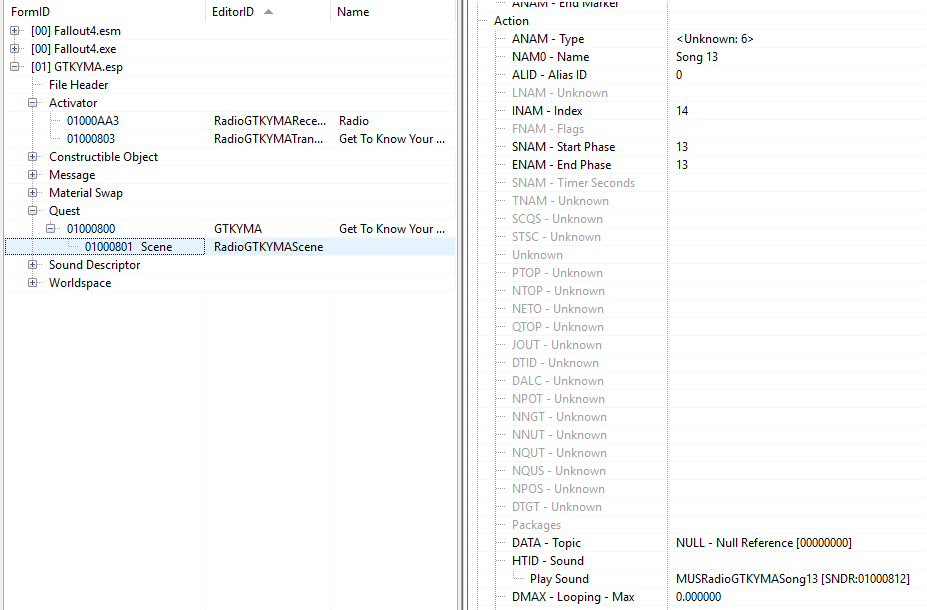 FormID EditorID Name
[00] Fallout4.esm
[00] Fallout4.exe
[01] GTKYMA.esp
File Header
Activator
01000AA3 RadioGTKYMARece... Radio
01000803 RadioGTKYMATran... Get To Know Your ...
Constructible Object
Message
Material Swap
Quest
01000800 GTKYMA Get To Know Your ...
01000801 Scene RadioGTKYMAScene
Sound Descriptor
Worldspace
ANAM - End Marker
Action
ANAM - Type <Unknown: 6>
NAM0 - Name Song 13
ALID - Alias ID 0
LNAM - Unknown
INAM - Index 14
FNAM - Flags
SNAM - Start Phase 13
ENAM - End Phase 13
SNAM - Timer Seconds
TNAM - Unknown
SCQS - Unknown
STSC - Unknown
Unknown
PTOP - Unknown
NTOP - Unknown
NETO - Unknown
QTOP - Unknown
JOUT - Unknown
DTID - Unknown
DALC - Unknown
NPOT - Unknown
NNGT - Unknown
NNUT - Unknown
NQUT - Unknown
NQUS - Unknown
NPOS - Unknown
DTGT - Unknown
Packages
DATA - Topic NULL - Null Reference [00000000]
HTID - Sound
Play Sound MUSRadioGTKYMASong13 [SNDR:01000812]
DMAX - Looping - Max 0.000000